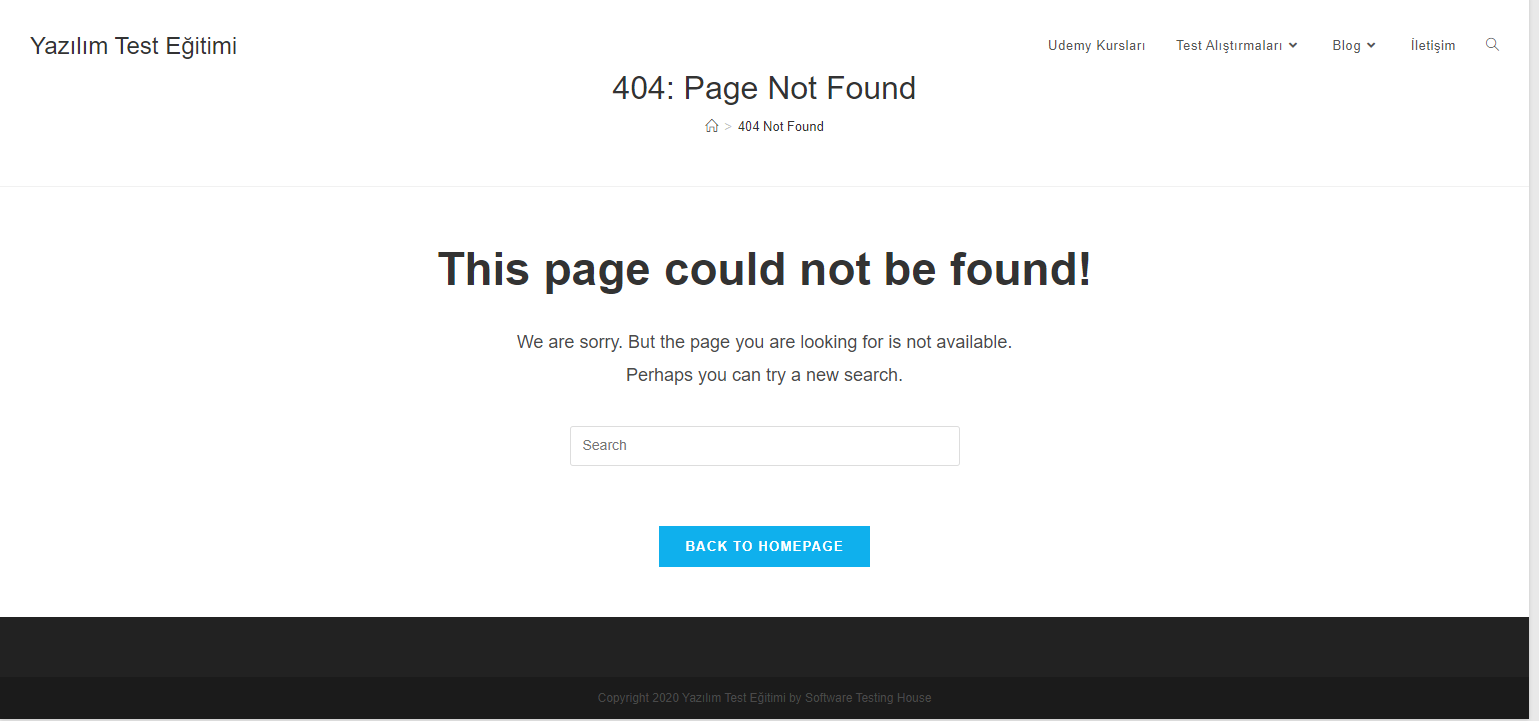 Yazılım Test Eğitimi
Udemy Kursları Test Alıştırmaları Blog İletişim
404: Page Not Found
> 404 Not Found
This page could not be found!
We are sorry. But the page you are looking for is not available.
Perhaps you can try a new search.
Search
BACK TO HOMEPAGE
Copyright 2020 Yazılım Test Eğitimi by Software Testing House